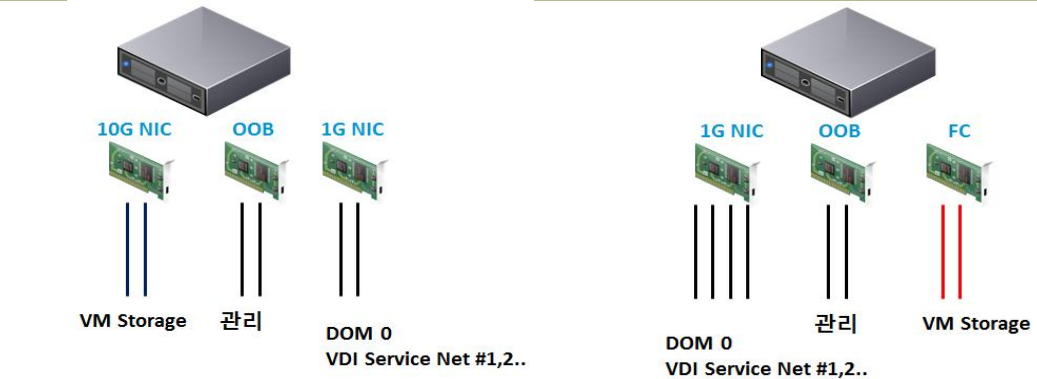 10G NIC
OOB
1G NIC
VM Storage
관리
DOM 0
VDI Service Net #1,2..
1G NIC
OOB
FC
DOM 0
VDI Service Net #1,2..
관리
VM Storage